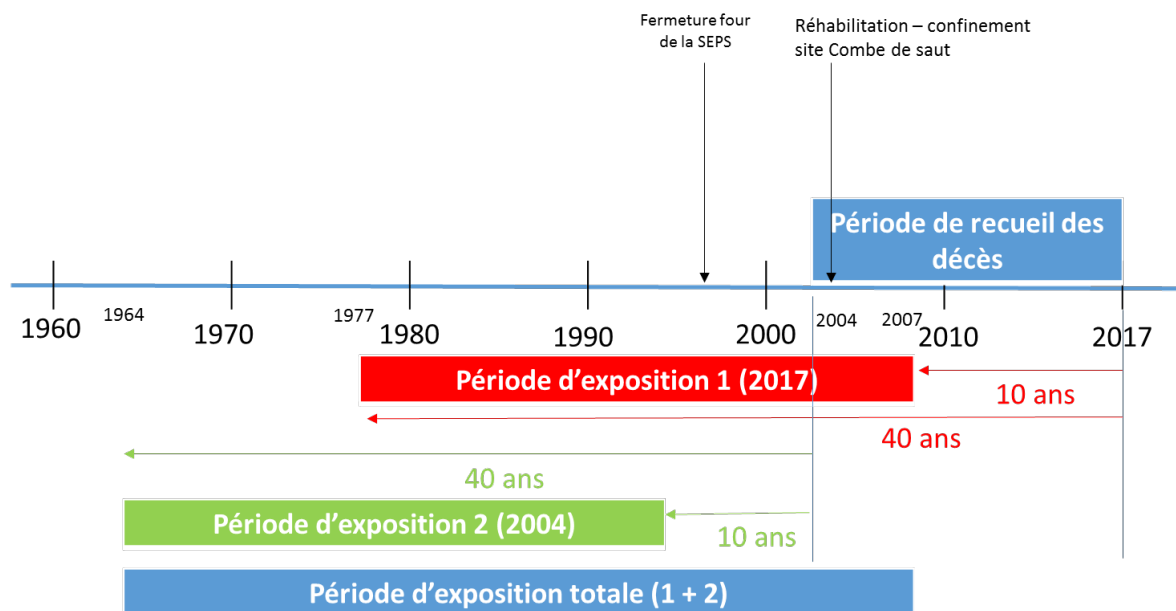 Fermeture four
de la SEPS
Réhabilitation – confinement
site Combe de saut
Période de recueil des
décès
1960
1964
1970
1977
1980
1990
2000
2004
2007
2010
2017
Période d’exposition 1 (2017)
10 ans
40 ans
40 ans
Période d’exposition 2 (2004)
10 ans
Période d’exposition totale (1 + 2)